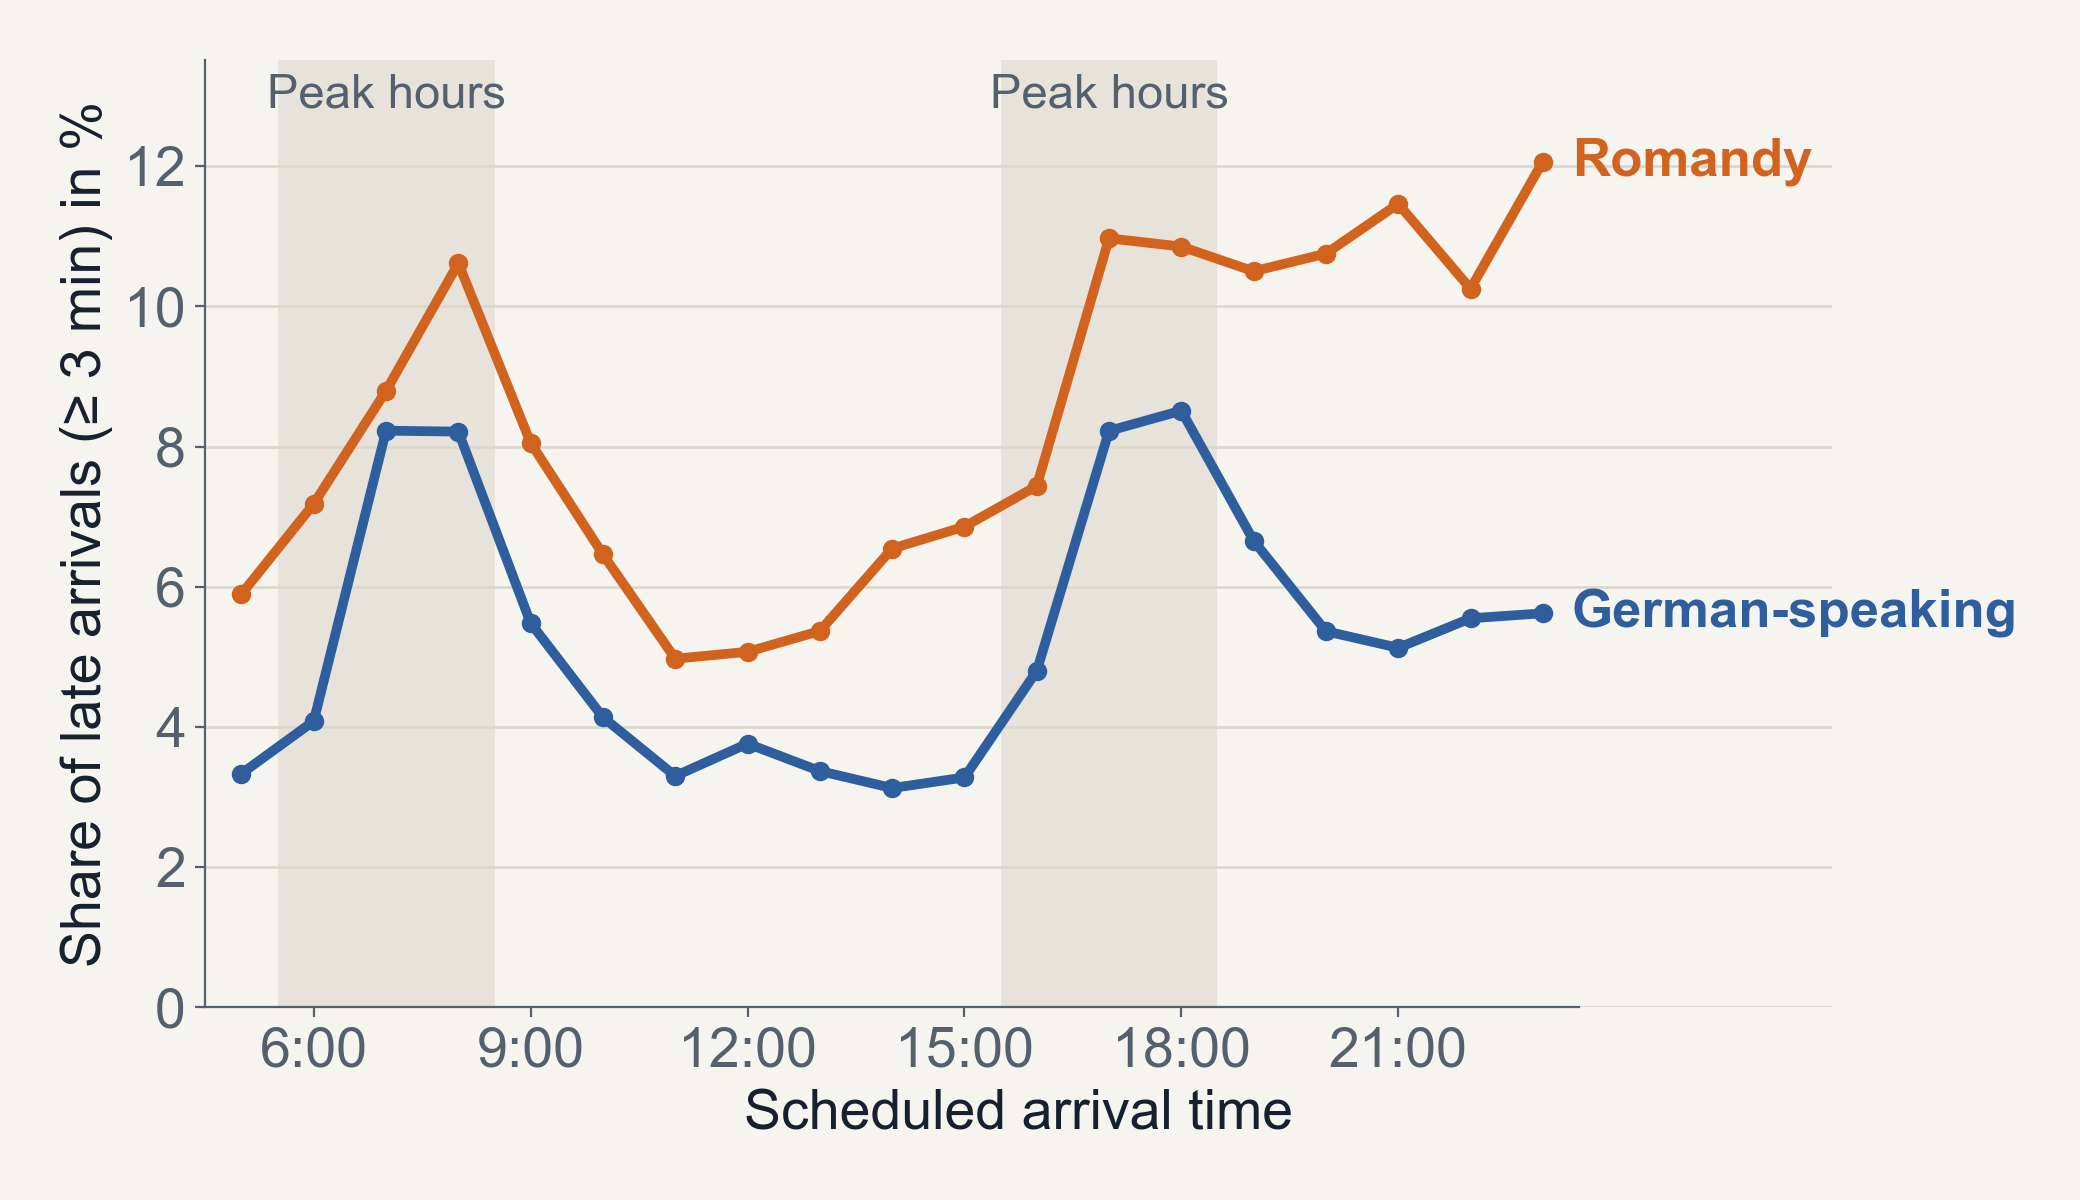 Peak hours
Peak hours
Share of late arrivals (≥ 3 min) in %
12
10
8
6
4
2
0
Romandy
German-speaking
6:00
9:00
12:00
15:00
18:00
21:00
Scheduled arrival time